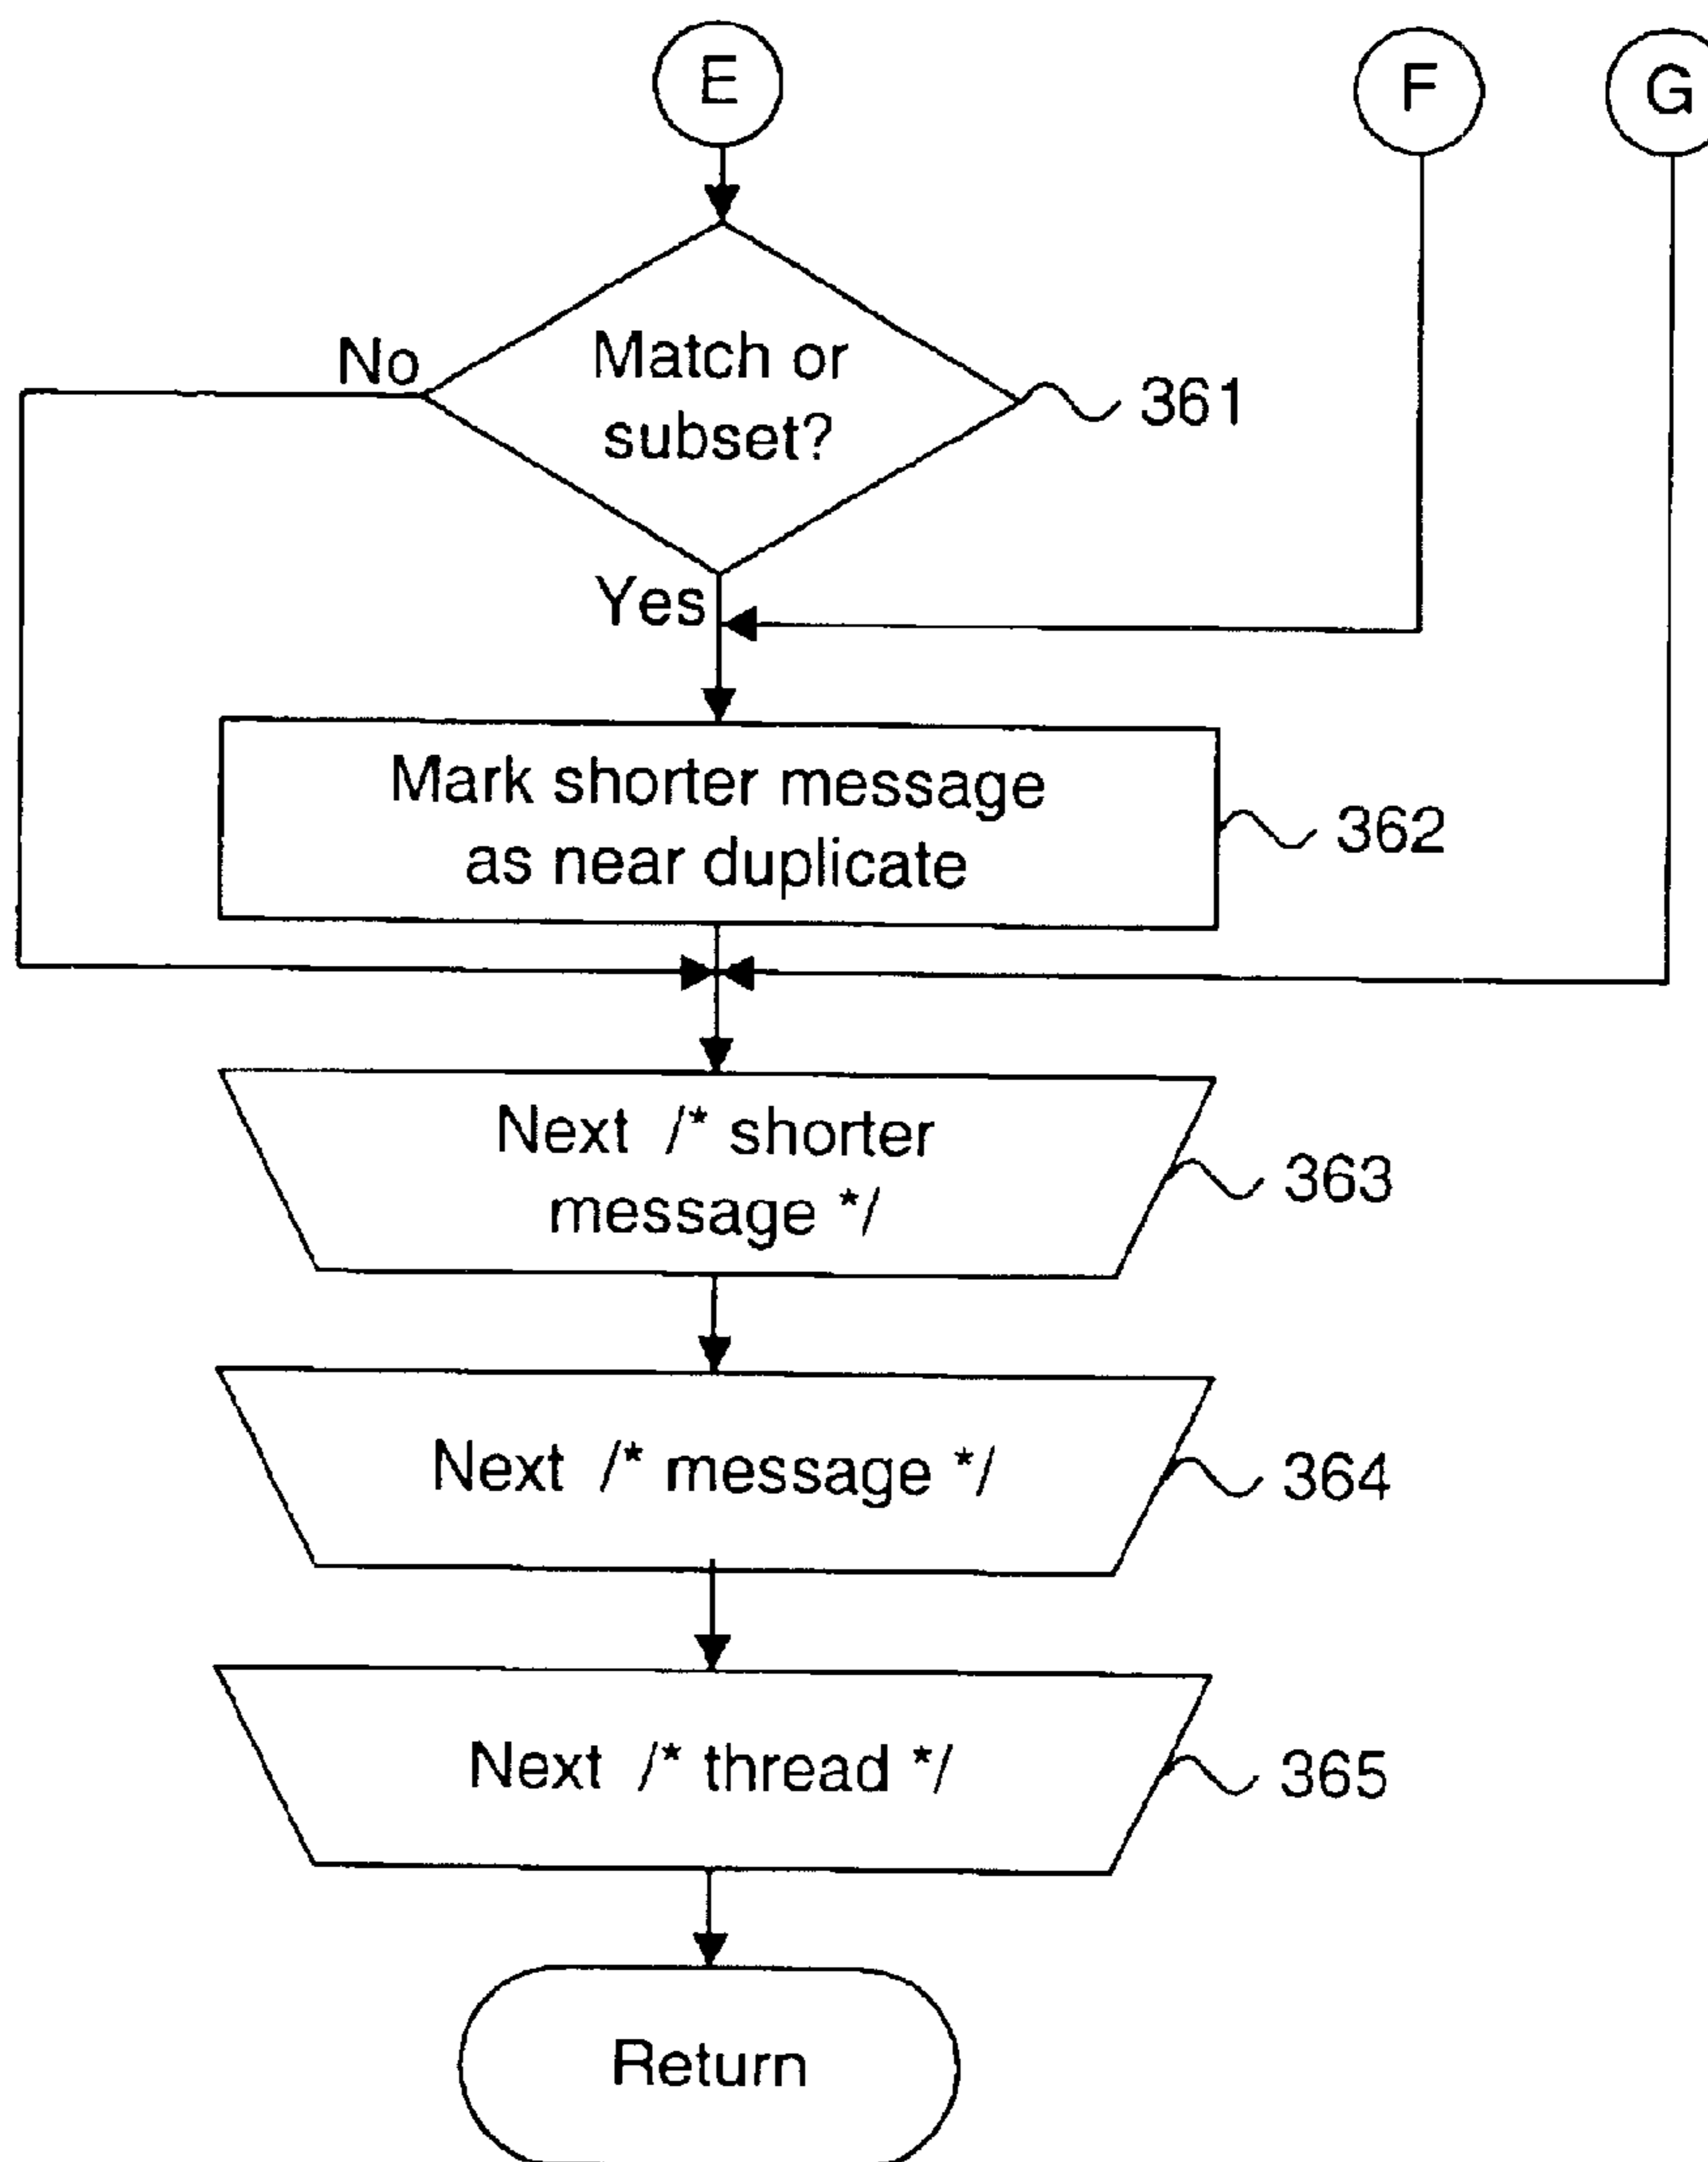 E
F
G
No
Match or
subset?
361
Yes
Mark shorter message
as near duplicate
362
Next /* shorter
message */
363
Next /* message */
364
Next /* thread */
365
Return